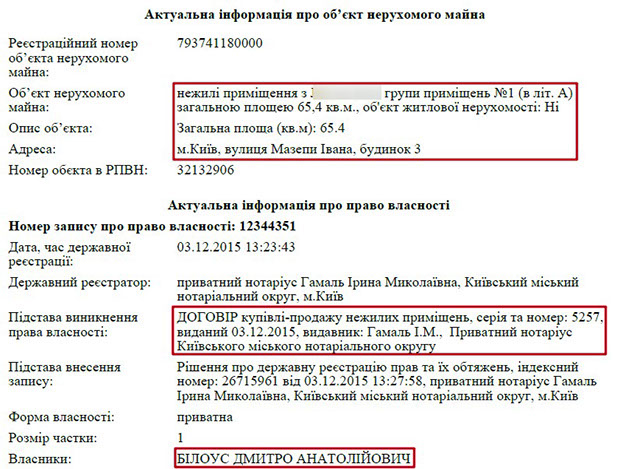 Актуальна інформація про об’єкт нерухомого майна
Реєстраційний номер 793741180000
об’єкта нерухомого
майна:
Об’єкт нерухомого нежилі приміщення з групи приміщень №1 (в літ. А)
майна: загальною площею 65,4 кв.м., об'єкт житлової нерухомості: Ні
Опис об’єкта: Загальна площа (кв.м): 65.4
Адреса: м.Київ, вулиця Мазепи Івана, будинок 3
Номер обєкта в РПВН: 32132906
Актуальна інформація про право власності
Номер запису про право власності: 12344351
Дата, час державної 03.12.2015 13:23:43
реєстрації:
Державний реєстратор: приватний нотаріус Гамаль Ірина Миколаївна, Київський міський
нотаріальний округ, м.Київ
Підстава виникнення ДОГОВІР купівлі-продажу нежилих приміщень, серія та номер: 5257,
права власності: виданий 03.12.2015, видавник: Гамаль І.М., Приватний нотаріус
Київського міського нотаріального округу
Підстава внесення Рішення про державну реєстрацію прав та їх обтяжень, індексний
запису: номер: 26715961 від 03.12.2015 13:27:58, приватний нотаріус Гамаль
Ірина Миколаївна, Київський міський нотаріальний округ, м.Київ
Форма власності: приватна
Розмір частки: 1
Власники: БІЛОУС ДМИТРО АНАТОЛІЙОВИЧ